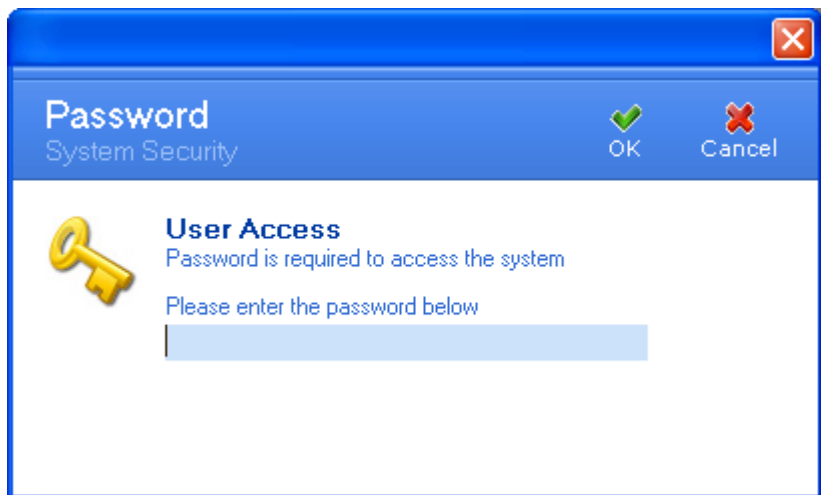 Password
System Security
OK
Cancel
User Access
Password is required to access the system
Please enter the password below